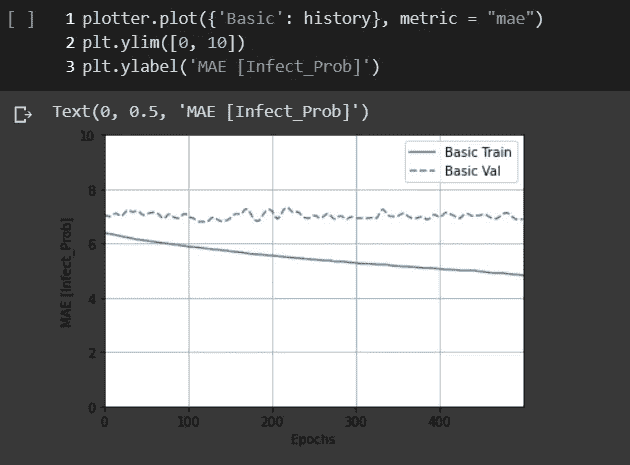 [ ] 1 plotter.plot({'Basic': history}, metric = "mae")
2 plt.ylim([0, 10])
3 plt.ylabel('MAE [Infect_Prob]')
Text(0, 0.5, 'MAE [Infect_Prob]')
10
8
6
4
2
0
MAE [Infect_Prob]
Basic Train
Basic Val
0 100 200 300 400
Epochs